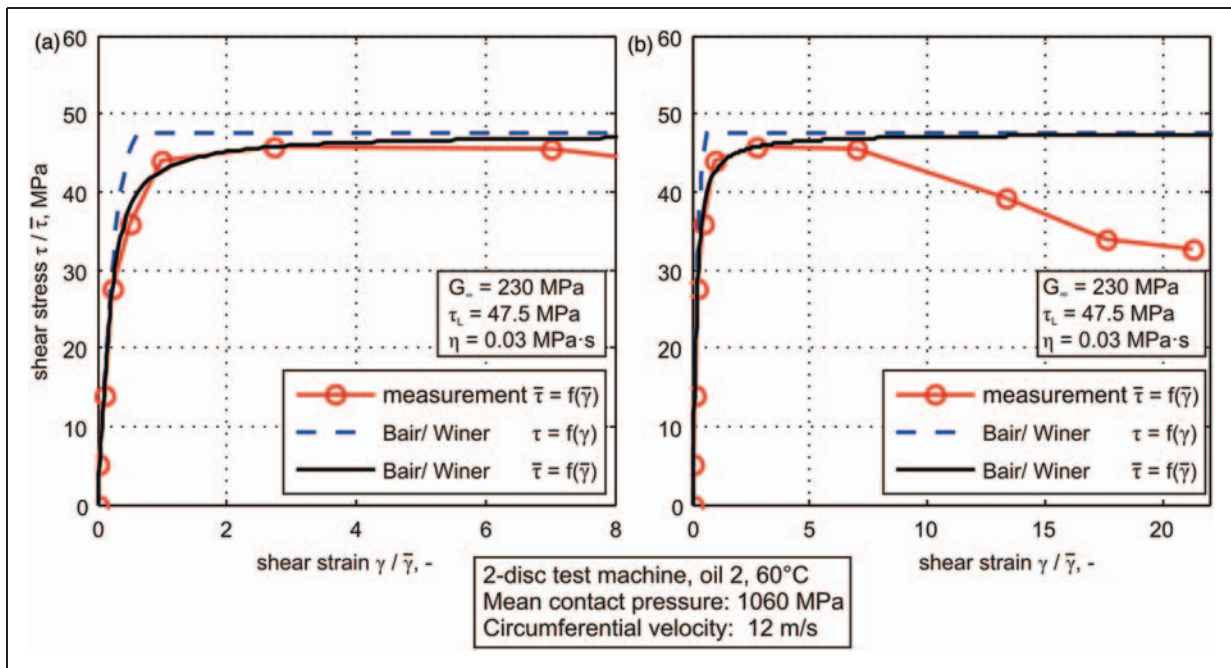 (a)
60
50
40
30
20
10
0
shear stress τ / τ̅, MPa
G∞ = 230 MPa
τL = 47.5 MPa
η = 0.03 MPa·s
measurement τ̅ = f(γ̅)
Bair/ Winer τ = f(γ)
Bair/ Winer τ̅ = f(γ̅)
0 2 4 6 8
shear strain γ / γ̅, -
(b)
60
50
40
30
20
10
0
G∞ = 230 MPa
τL = 47.5 MPa
η = 0.03 MPa·s
measurement τ̅ = f(γ̅)
Bair/ Winer τ = f(γ)
Bair/ Winer τ̅ = f(γ̅)
0 5 10 15 20
shear strain γ / γ̅, -
2-disc test machine, oil 2, 60°C
Mean contact pressure: 1060 MPa
Circumferential velocity: 12 m/s